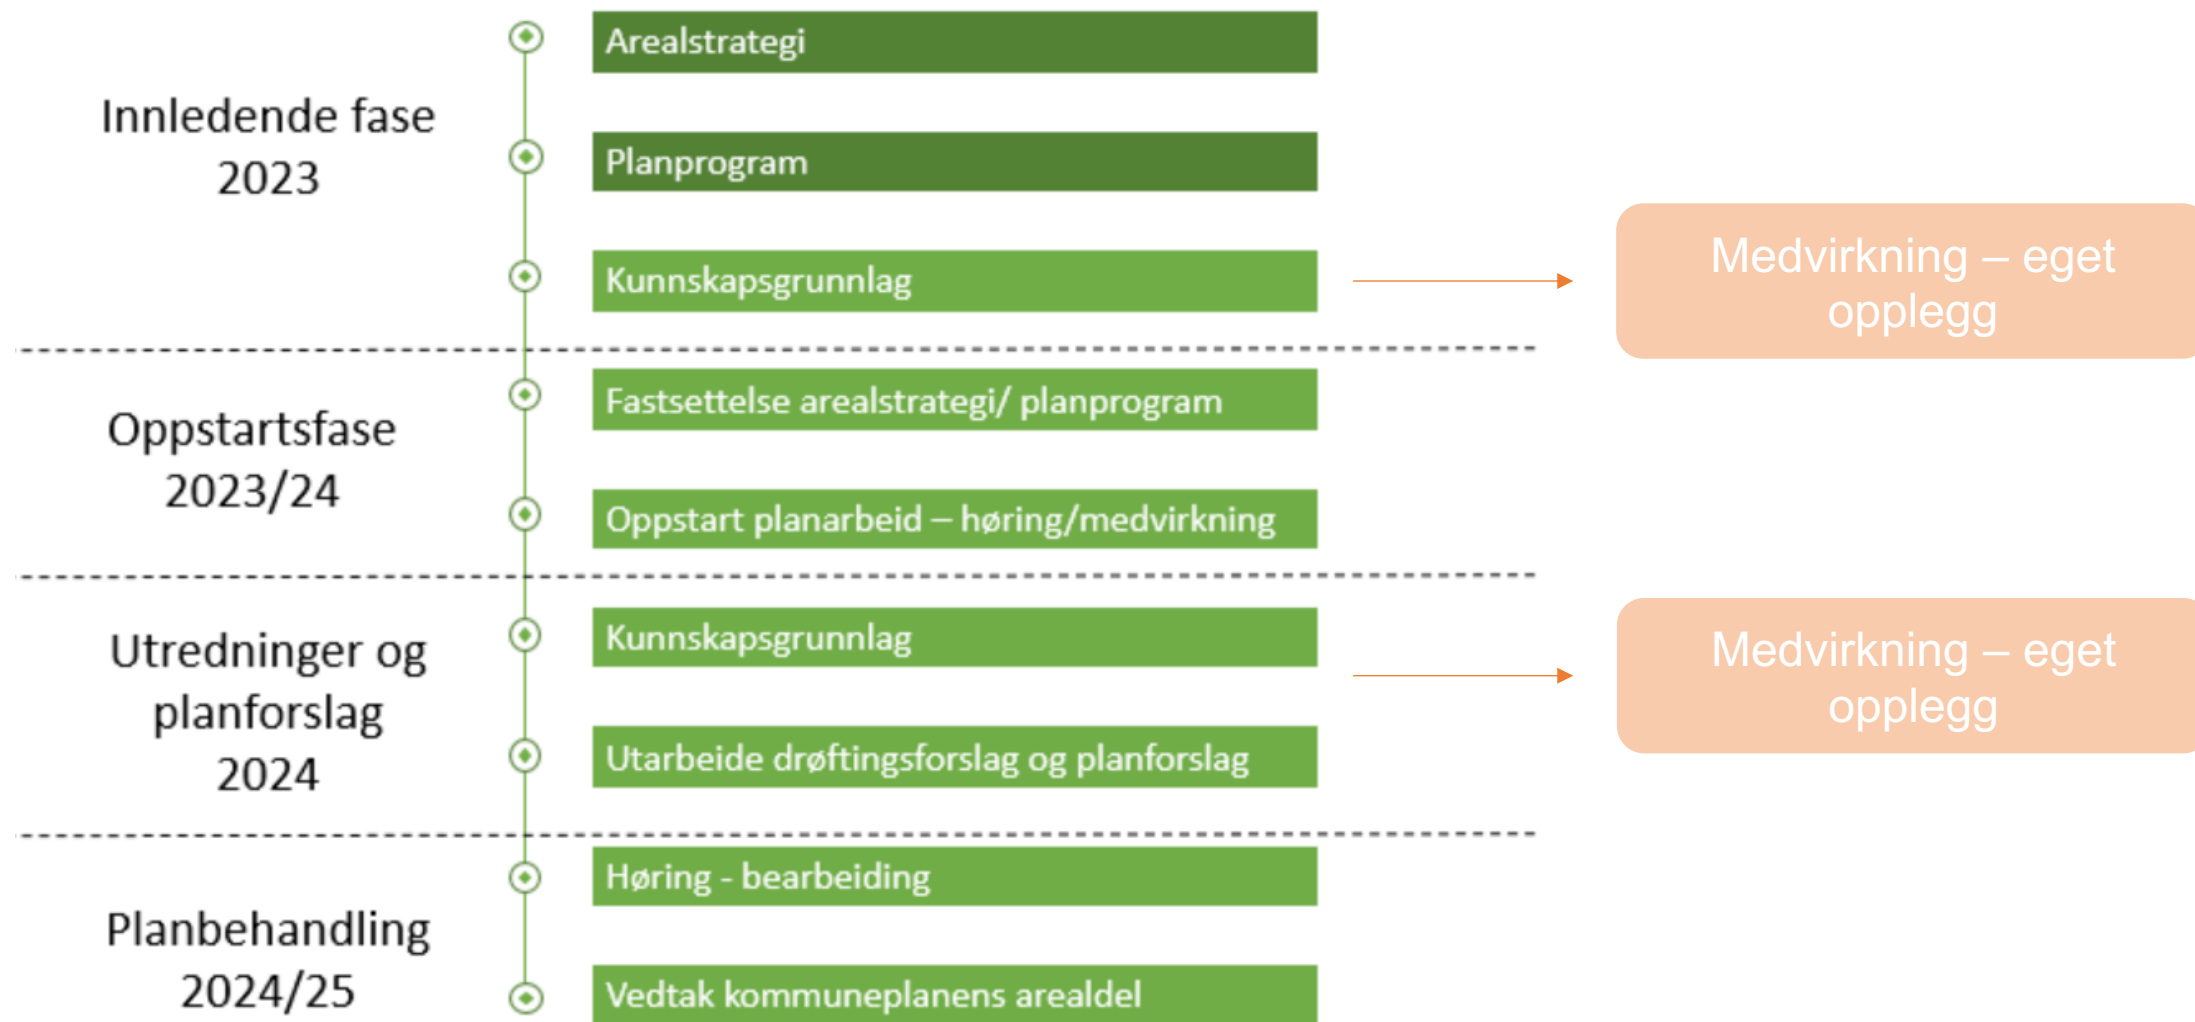 Innledende fase
2023
Arealstrategi
Planprogram
Kunnskapsgrunnlag
Medvirkning – eget
opplegg
Oppstartsfase
2023/24
Fastsettelse arealstrategi/ planprogram
Oppstart planarbeid – høring/medvirkning
Utredninger og
planforslag
2024
Kunnskapsgrunnlag
Medvirkning – eget
opplegg
Utarbeide drøftingsforslag og planforslag
Planbehandling
2024/25
Høring - bearbeiding
Vedtak kommuneplanens arealdel